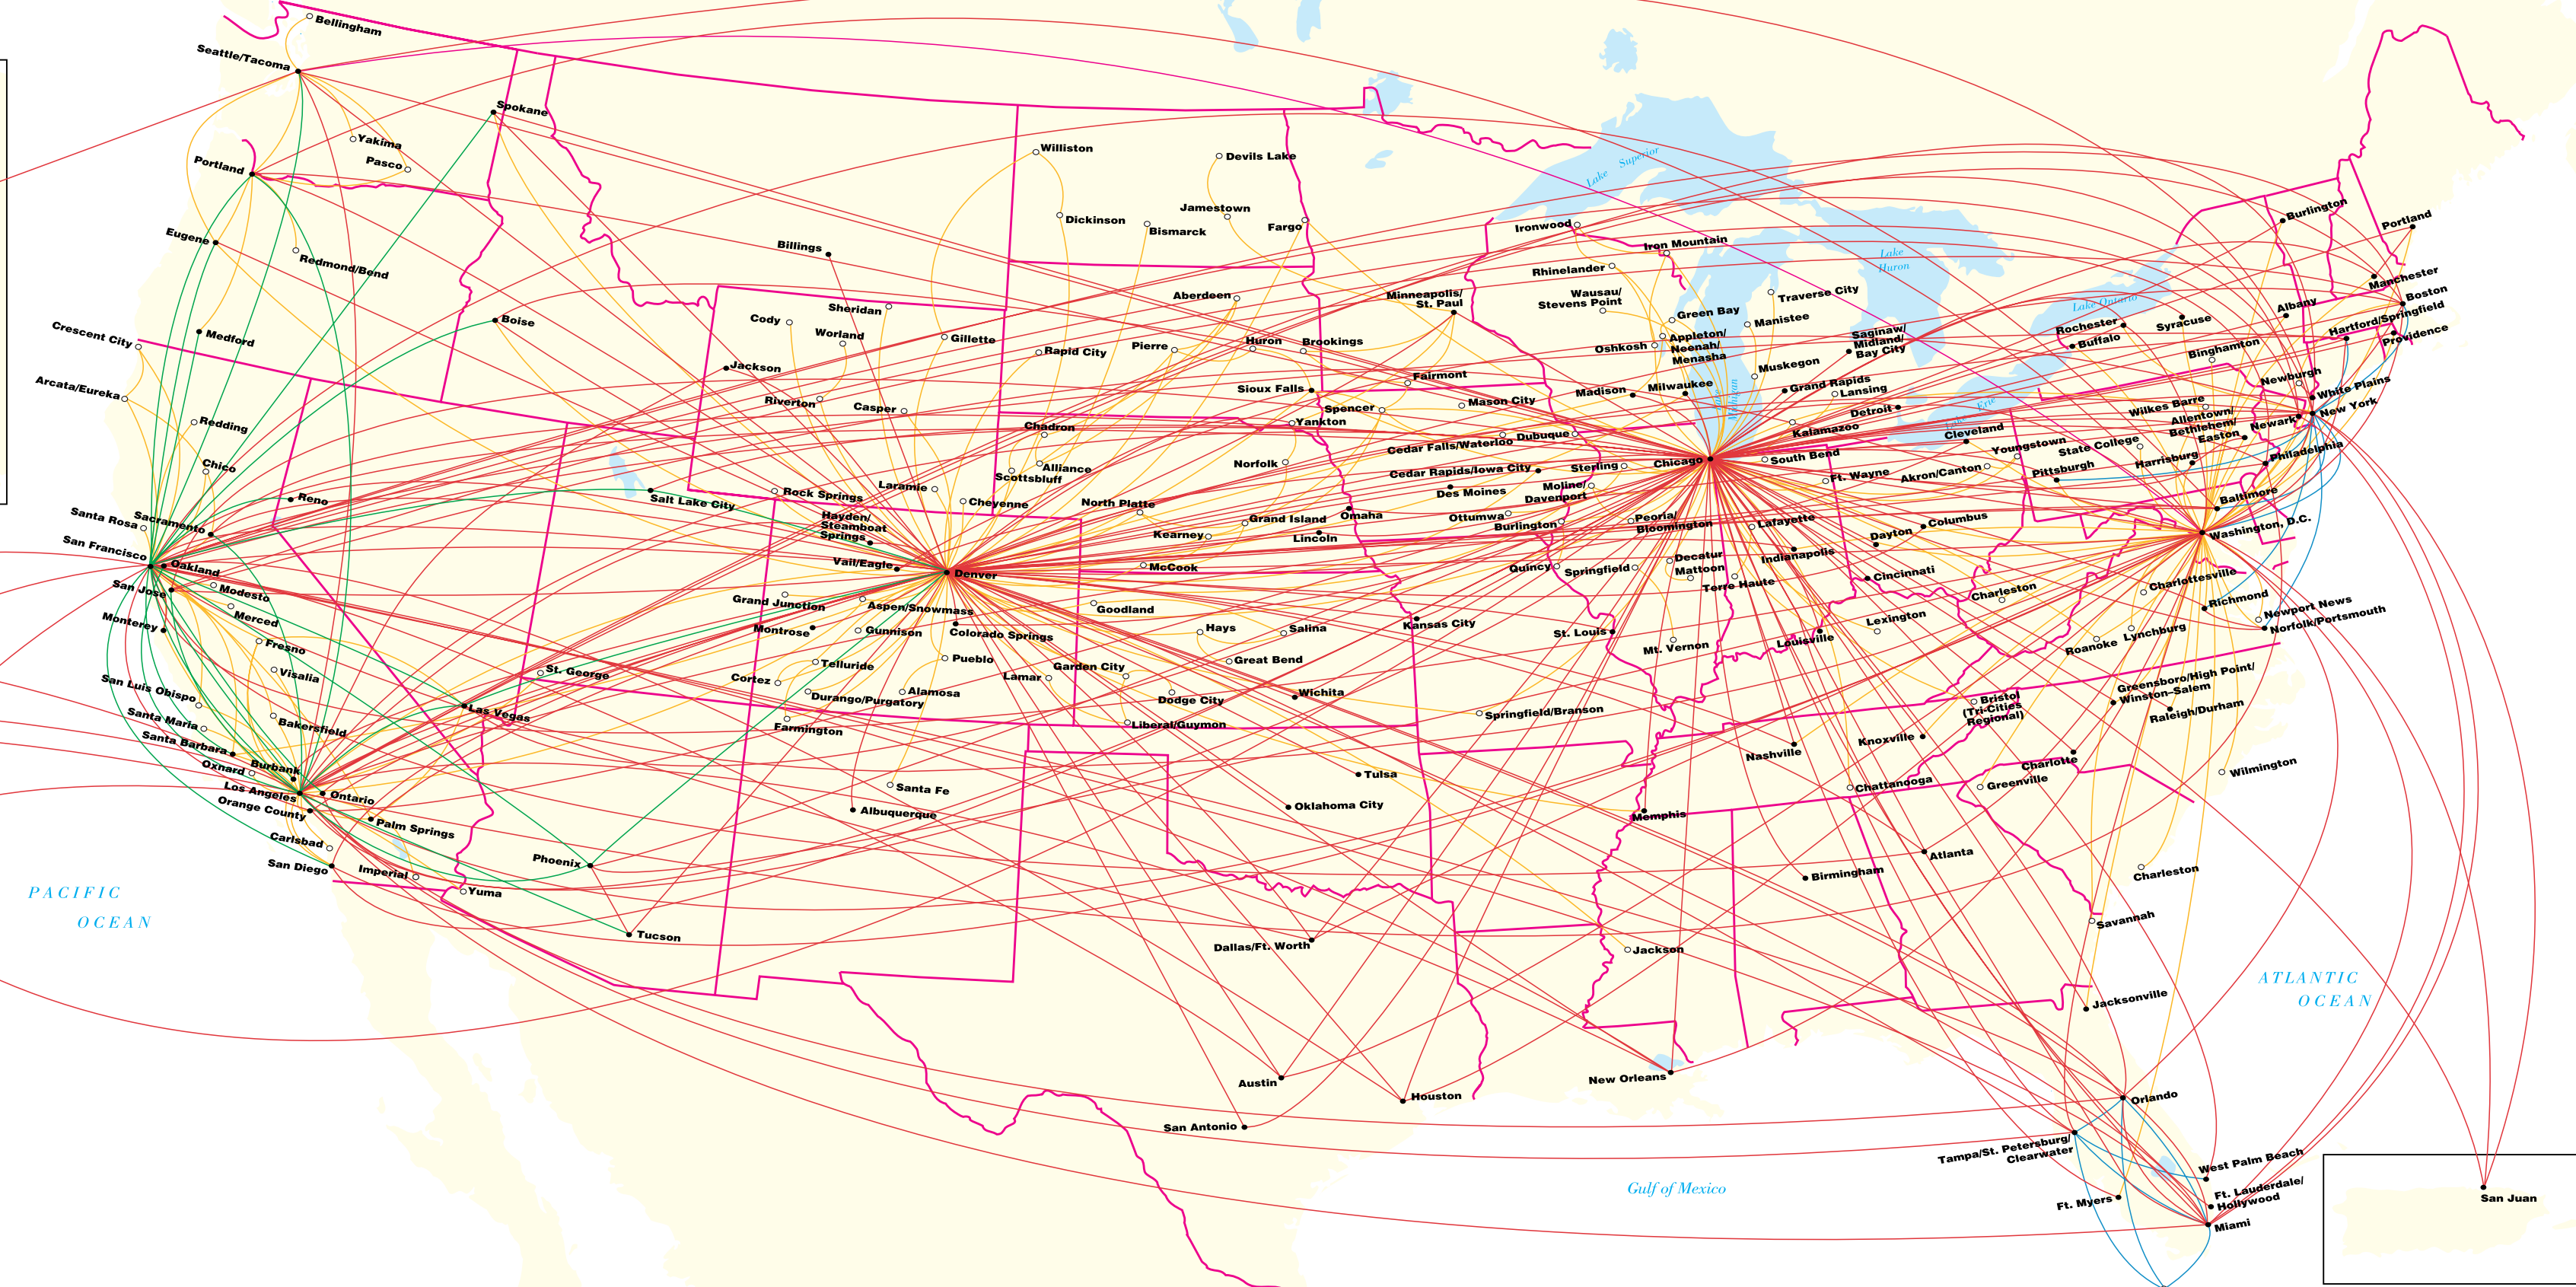 Bellingham
Seattle/Tacoma
Spokane
Yakima
Pasco
Portland
Eugene
Redmond/Bend
Medford
Crescent City
Arcata/Eureka
Redding
Chico
Boise
Billings
Sheridan
Cody
Worland
Gillette
Jackson
Riverton
Casper
Williston
Dickinson
Bismarck
Devils Lake
Jamestown
Fargo
Aberdeen
Minneapolis/
St. Paul
Rapid City
Pierre
Huron
Brookings
Sioux Falls
Fairmont
Spencer
Mason City
Yankton
Chadron
Alliance
Scottsbluff
Norfolk
Laramie
Cheyenne
North Platte
Grand Island
Kearney
McCook
Omaha
Lincoln
Lake Superior
Ironwood
Iron Mountain
Rhinelander
Wausau/
Stevens Point
Green Bay
Appleton/
Neenah/
Menasha
Oshkosh
Traverse City
Manistee
Saginaw/
Midland/
Bay City
Muskegon
Grand Rapids
Lansing
Detroit
Kalamazoo
Madison
Milwaukee
Lake Michigan
Lake
Huron
Lake Erie
Lake Ontario
Cedar Falls/Waterloo
Dubuque
Cedar Rapids/Iowa City
Sterling
Chicago
South Bend
Des Moines
Moline/
Davenport
Ottumwa
Burlington
Peoria/
Bloomington
Lafayette
Ft. Wayne
Akron/Canton
Cleveland
Youngstown
State College
Pittsburgh
Harrisburg
Wilkes Barre
Allentown/
Bethlehem/
Easton
Newark
Newburgh
White Plains
New York
Philadelphia
Baltimore
Washington, D.C.
Burlington
Portland
Manchester
Boston
Hartford/Springfield
Providence
Albany
Syracuse
Rochester
Buffalo
Binghamton
Columbus
Dayton
Indianapolis
Cincinnati
Decatur
Mattoon
Terre Haute
Quincy
Springfield
St. Louis
Mt. Vernon
Louisville
Lexington
Charleston
Charlottesville
Richmond
Newport News
Norfolk/Portsmouth
Roanoke
Lynchburg
Greensboro/High Point/
Winston-Salem
Raleigh/Durham
Bristol
(Tri-Cities
Regional)
Knoxville
Nashville
Charlotte
Chattanooga
Greenville
Wilmington
Memphis
Atlanta
Birmingham
Charleston
Savannah
Jackson
Jacksonville
New Orleans
Orlando
Tampa/St. Petersburg/
Clearwater
West Palm Beach
Ft. Lauderdale/
Hollywood
Ft. Myers
Miami
San Juan
Reno
Santa Rosa
Sacramento
San Francisco
Oakland
San Jose
Modesto
Merced
Monterey
Fresno
Visalia
San Luis Obispo
Santa Maria
Bakersfield
Santa Barbara
Oxnard
Burbank
Los Angeles
Ontario
Orange County
Palm Springs
Carlsbad
San Diego
Imperial
Yuma
Las Vegas
St. George
Phoenix
Tucson
Salt Lake City
Rock Springs
Hayden/
Steamboat
Springs
Vail/Eagle
Denver
Grand Junction
Aspen/Snowmass
Montrose
Gunnison
Colorado Springs
Telluride
Pueblo
Cortez
Durango/Purgatory
Alamosa
Farmington
Santa Fe
Albuquerque
Goodland
Hays
Salina
Great Bend
Garden City
Lamar
Dodge City
Liberal/Guymon
Wichita
Kansas City
Springfield/Branson
Tulsa
Oklahoma City
Dallas/Ft. Worth
Austin
Houston
San Antonio
PACIFIC
OCEAN
ATLANTIC
OCEAN
Gulf of Mexico